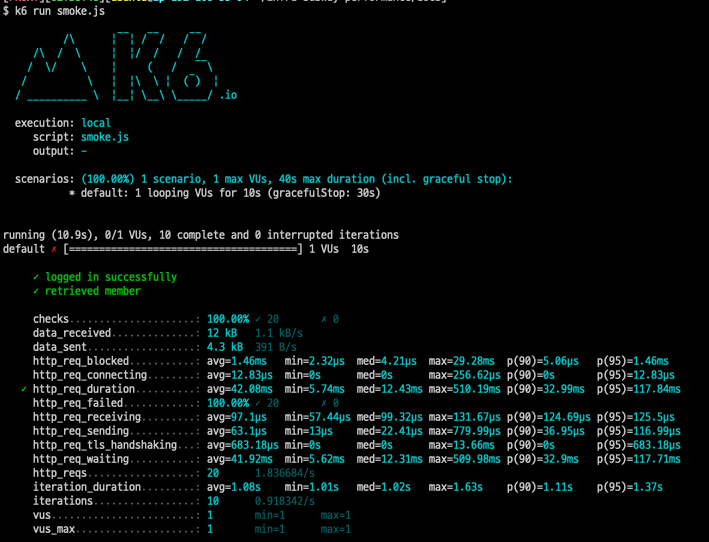 $ k6 run smoke.js
.io
execution: local
script: smoke.js
output: -
scenarios: (100.00%) 1 scenario, 1 max VUs, 40s max duration (incl. graceful stop):
* default: 1 looping VUs for 10s (gracefulStop: 30s)
running (10.9s), 0/1 VUs, 10 complete and 0 interrupted iterations
default ✗ [======================================] 1 VUs  10s
✓ logged in successfully
✓ retrieved member
checks.....................: 100.00% ✓ 20 ✗ 0
data_received..............: 12 kB 1.1 kB/s
data_sent..................: 4.3 kB 391 B/s
http_req_blocked...........: avg=1.46ms min=2.32µs med=4.21µs max=29.28ms p(90)=5.06µs p(95)=1.46ms
http_req_connecting........: avg=12.83µs min=0s med=0s max=256.62µs p(90)=0s p(95)=12.83µs
✓ http_req_duration..........: avg=42.08ms min=5.74ms med=12.43ms max=510.19ms p(90)=32.99ms p(95)=117.84ms
http_req_failed............: 100.00% ✓ 20 ✗ 0
http_req_receiving.........: avg=97.1µs min=57.44µs med=99.32µs max=131.67µs p(90)=124.69µs p(95)=125.5µs
http_req_sending...........: avg=63.1µs min=13µs med=22.41µs max=779.99µs p(90)=36.95µs p(95)=116.99µs
http_req_tls_handshaking...: avg=683.18µs min=0s med=0s max=13.66ms p(90)=0s p(95)=683.18µs
http_req_waiting...........: avg=41.92ms min=5.62ms med=12.31ms max=509.98ms p(90)=32.9ms p(95)=117.71ms
http_reqs..................: 20 1.836684/s
iteration_duration.........: avg=1.08s min=1.01s med=1.02s max=1.63s p(90)=1.11s p(95)=1.37s
iterations.................: 10 0.918342/s
vus........................: 1 min=1 max=1
vus_max....................: 1 min=1 max=1